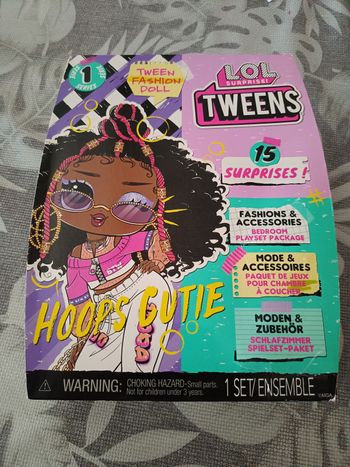 1
SERIES
TWEEN
FASHION
DOLL
L.O.L.
SURPRISE!
TWEENS
15
SURPRISES!
FASHIONS &
ACCESSORIES
BEDROOM
PLAYSET PACKAGE
MODE &
ACCESSOIRES
PAQUET DE JEUX
POUR CHAMBRE
À COUCHER
MODEN &
ZUBEHÖR
SCHLAFZIMMER
SPIELSET-PAKET
HOOPS CUTIE
WARNING: CHOKING HAZARD-Small parts.
Not for children under 3 years.
1 SET/ENSEMBLE
©MGA